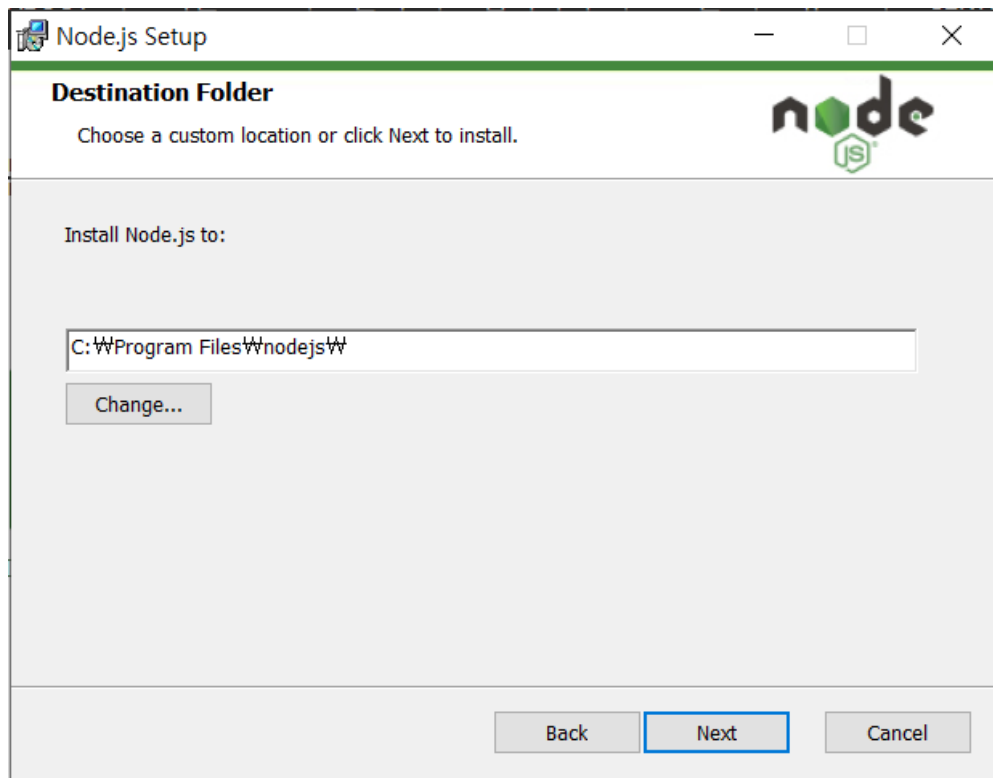 Node.js Setup
Destination Folder
Choose a custom location or click Next to install.
node
JS
Install Node.js to:
C:₩Program Files₩nodejs₩
Change...
Back Next Cancel